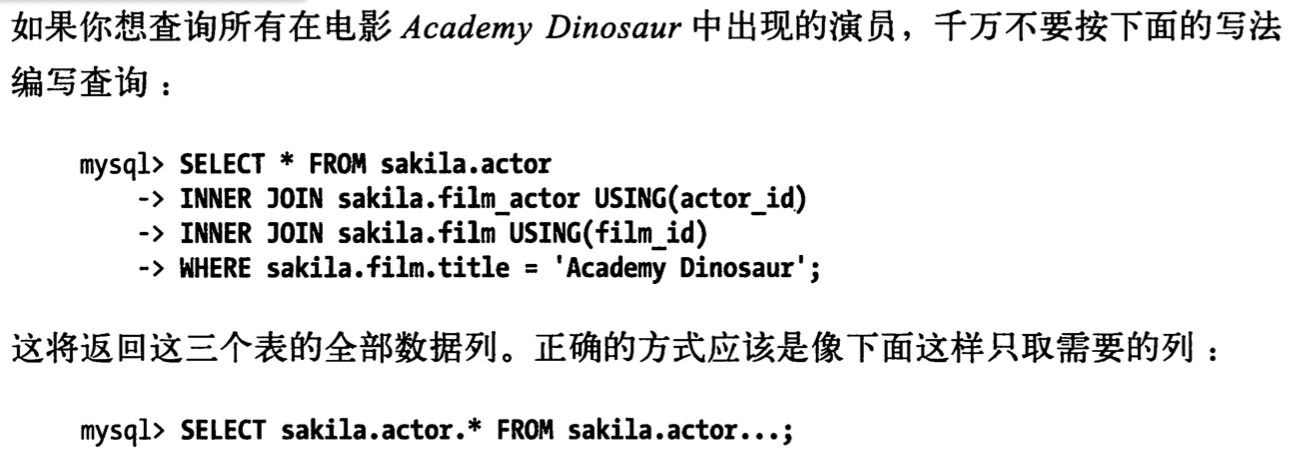 如果你想查询所有在电影 Academy Dinosaur 中出现的演员，千万不要按下面的写法
编写查询：
mysql> SELECT * FROM sakila.actor
-> INNER JOIN sakila.film_actor USING(actor_id)
-> INNER JOIN sakila.film USING(film_id)
-> WHERE sakila.film.title = 'Academy Dinosaur';
这将返回这三个表的全部数据列。正确的方式应该是像下面这样只取需要的列：
mysql> SELECT sakila.actor.* FROM sakila.actor...;